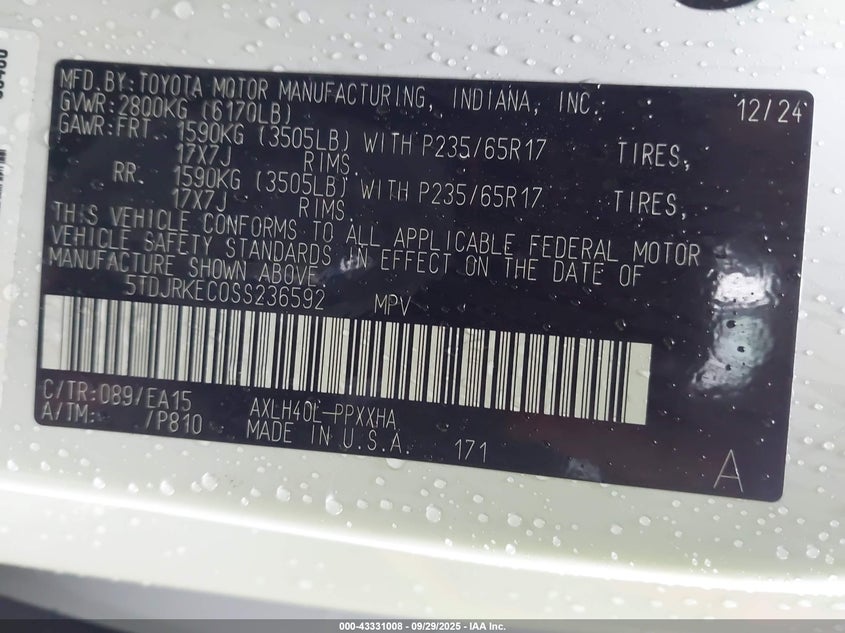 MFD.BY:TOYOTA MOTOR MANUFACTURING, INDIANA, INC. 12/24
GVWR:2800KG (6170LB)
GAWR:FRT 1590KG (3505LB) WITH P235/65R17 TIRES,
17X7J RIMS
RR. 1590KG (3505LB) WITH P235/65R17 TIRES,
17X7J RIMS
THIS VEHICLE CONFORMS TO ALL APPLICABLE FEDERAL MOTOR
VEHICLE SAFETY STANDARDS IN EFFECT ON THE DATE OF
MANUFACTURE SHOWN ABOVE.
5TDJRKEC0SS236592 MPV
C/TR:089/EA15 AXLH40L-PPXXHA
A/TM: /P810 MADE IN U.S.A. 171
A
000-43331008 - 09/29/2025 - IAA Inc.